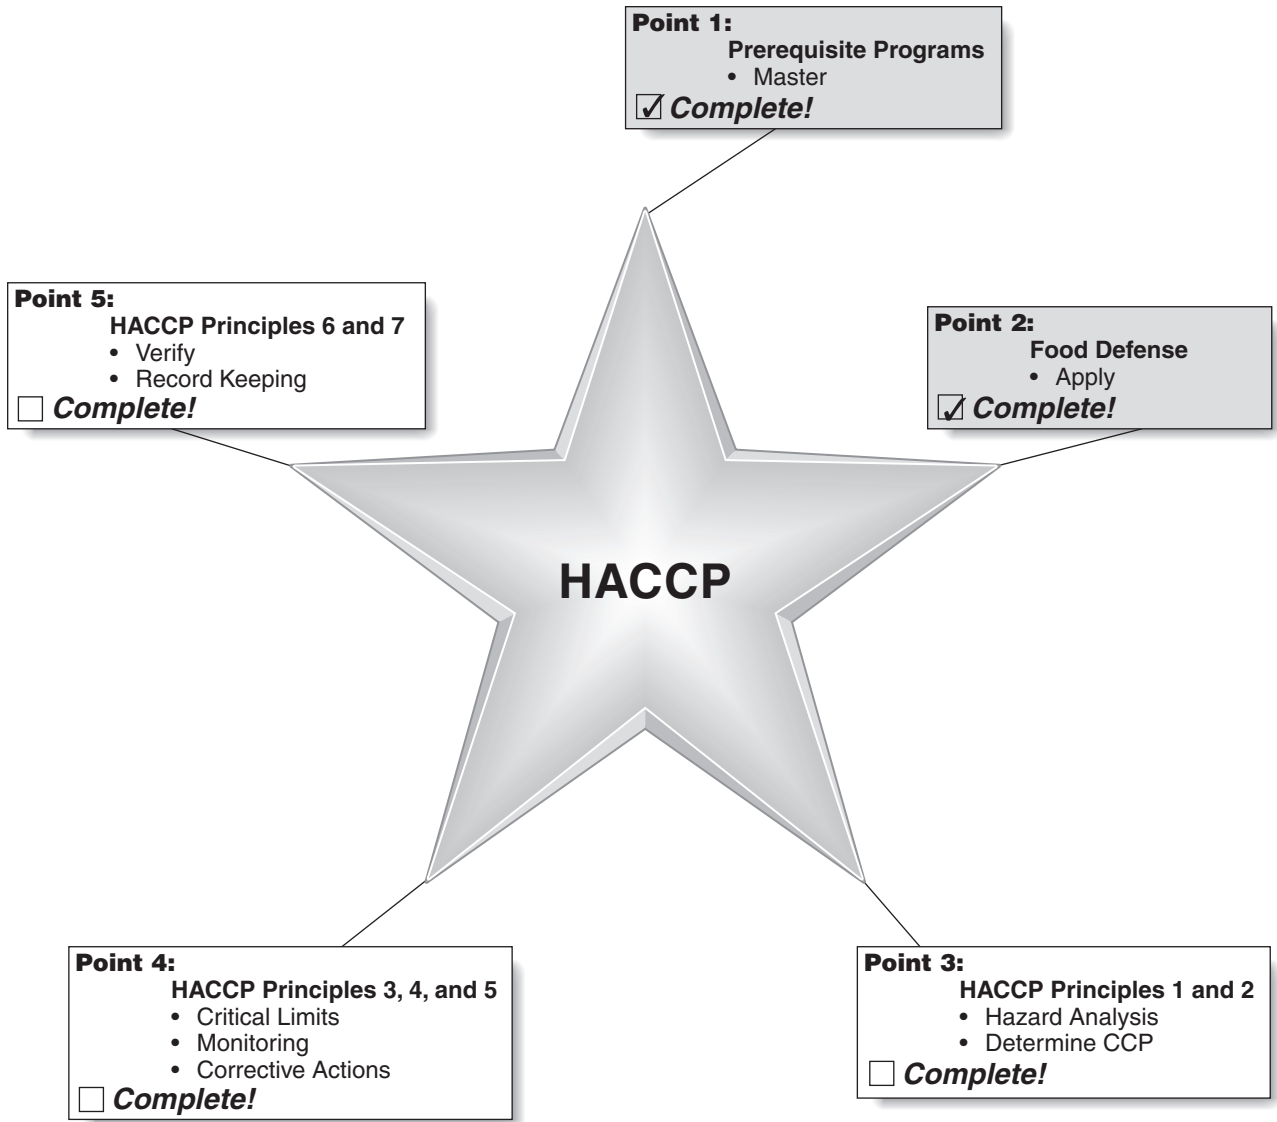 Point 1:
Prerequisite Programs
• Master
☑ Complete!
Point 5:
HACCP Principles 6 and 7
• Verify
• Record Keeping
☐ Complete!
Point 2:
Food Defense
• Apply
☑ Complete!
HACCP
Point 4:
HACCP Principles 3, 4, and 5
• Critical Limits
• Monitoring
• Corrective Actions
☐ Complete!
Point 3:
HACCP Principles 1 and 2
• Hazard Analysis
• Determine CCP
☐ Complete!